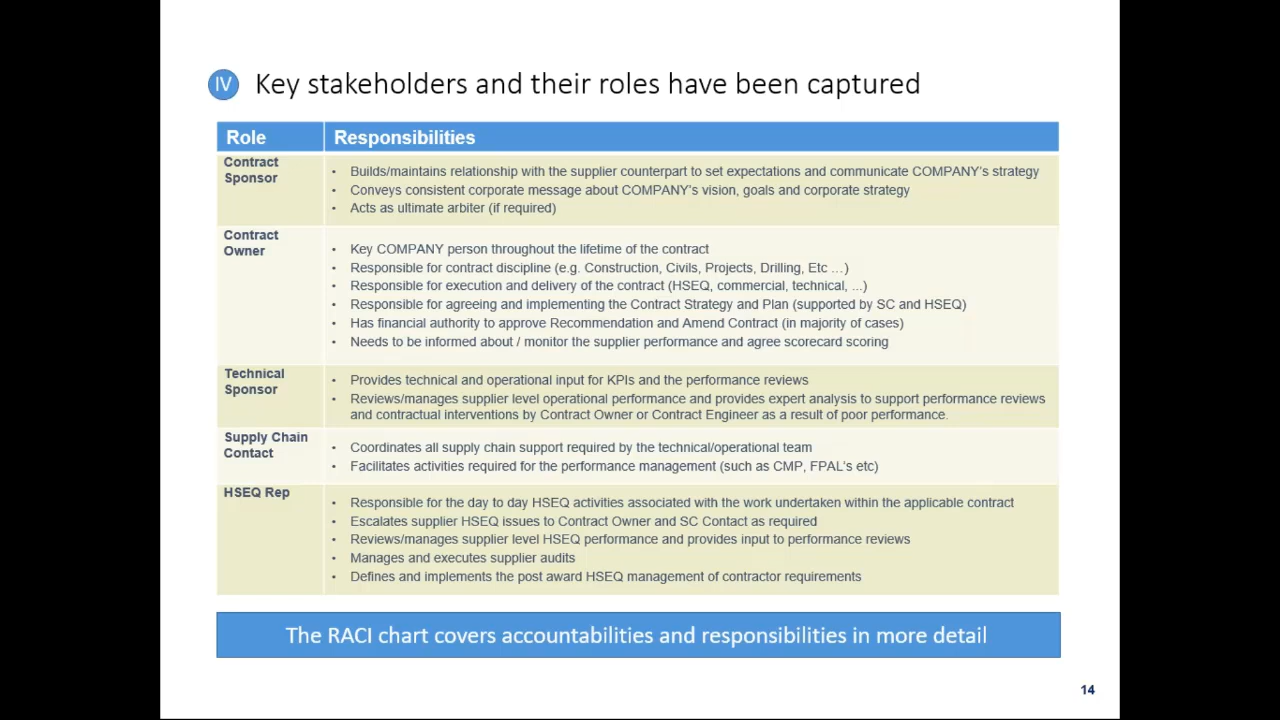 IV Key stakeholders and their roles have been captured
Role Responsibilities
Contract Sponsor
• Builds/maintains relationship with the supplier counterpart to set expectations and communicate COMPANY's strategy
• Conveys consistent corporate message about COMPANY's vision, goals and corporate strategy
• Acts as ultimate arbiter (if required)
Contract Owner
• Key COMPANY person throughout the lifetime of the contract
• Responsible for contract discipline (e.g. Construction, Civils, Projects, Drilling, Etc ...)
• Responsible for execution and delivery of the contract (HSEQ, commercial, technical, ...)
• Responsible for agreeing and implementing the Contract Strategy and Plan (supported by SC and HSEQ)
• Has financial authority to approve Recommendation and Amend Contract (in majority of cases)
• Needs to be informed about / monitor the supplier performance and agree scorecard scoring
Technical Sponsor
• Provides technical and operational input for KPIs and the performance reviews
• Reviews/manages supplier level operational performance and provides expert analysis to support performance reviews
and contractual interventions by Contract Owner or Contract Engineer as a result of poor performance.
Supply Chain Contact
• Coordinates all supply chain support required by the technical/operational team
• Facilitates activities required for the performance management (such as CMP, FPAL's etc)
HSEQ Rep
• Responsible for the day to day HSEQ activities associated with the work undertaken within the applicable contract
• Escalates supplier HSEQ issues to Contract Owner and SC Contact as required
• Reviews/manages supplier level HSEQ performance and provides input to performance reviews
• Manages and executes supplier audits
• Defines and implements the post award HSEQ management of contractor requirements
The RACI chart covers accountabilities and responsibilities in more detail
14